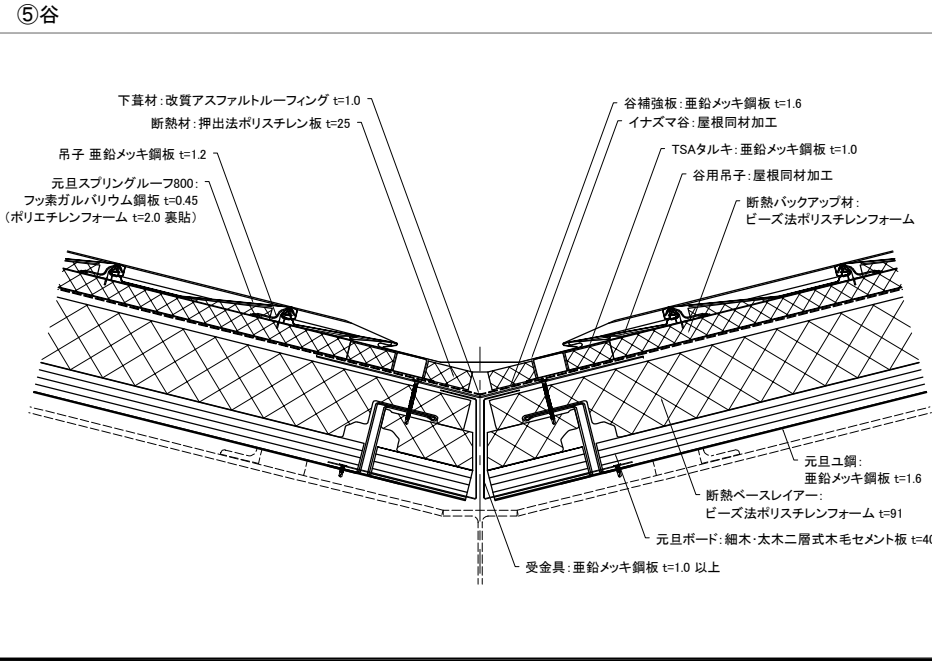 ⑤谷
下葺材：改質アスファルトルーフィング t=1.0
断熱材：押出法ポリスチレン板 t=25
吊子 亜鉛メッキ鋼板 t=1.2
元旦スプリングルーフ800：
フッ素ガルバリウム鋼板 t=0.45
（ポリエチレンフォーム t=2.0 裏貼）
谷補強板：亜鉛メッキ鋼板 t=1.6
イナズマ谷：屋根同材加工
TSAタルキ：亜鉛メッキ鋼板 t=1.0
谷用吊子：屋根同材加工
断熱バックアップ材：
ビーズ法ポリスチレンフォーム
元旦ユ鋼：
亜鉛メッキ鋼板 t=1.6
断熱ベースレイアー：
ビーズ法ポリスチレンフォーム t=91
元旦ボード：細木・太木二層式木毛セメント板 t=40
受金具：亜鉛メッキ鋼板 t=1.0 以上